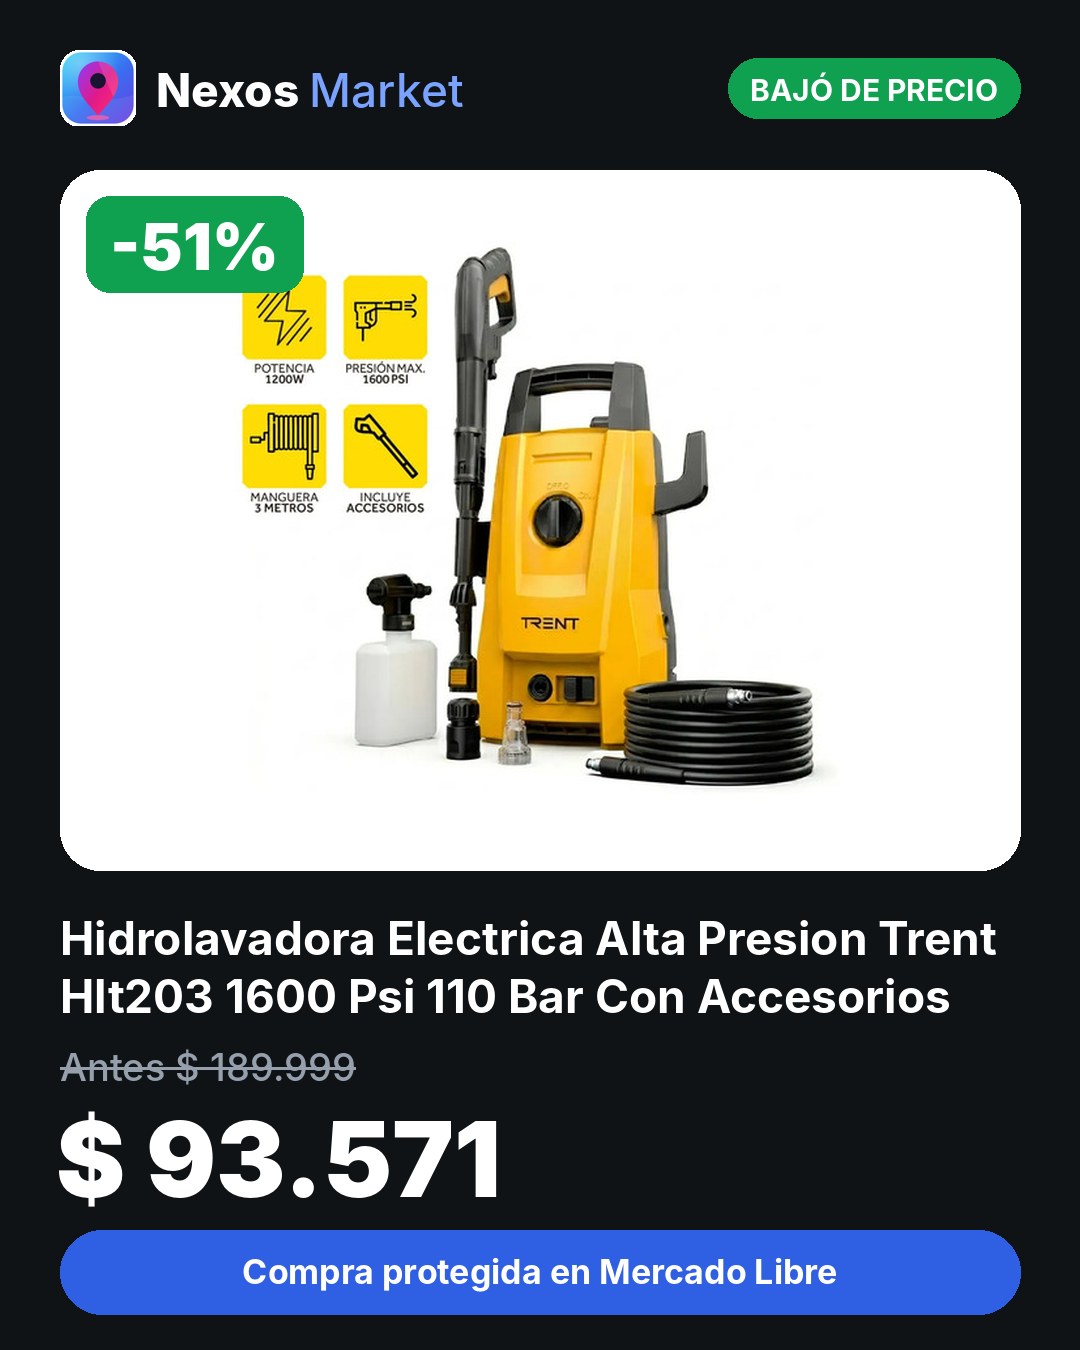 Nexos Market
BAJÓ DE PRECIO
-51%
POTENCIA
1200W
PRESIÓN MAX.
1600 PSI
MANGUERA
3 METROS
INCLUYE
ACCESORIOS
TRENT
Hidrolavadora Electrica Alta Presion Trent
Hlt203 1600 Psi 110 Bar Con Accesorios
Antes $ 189.999
$ 93.571
Compra protegida en Mercado Libre